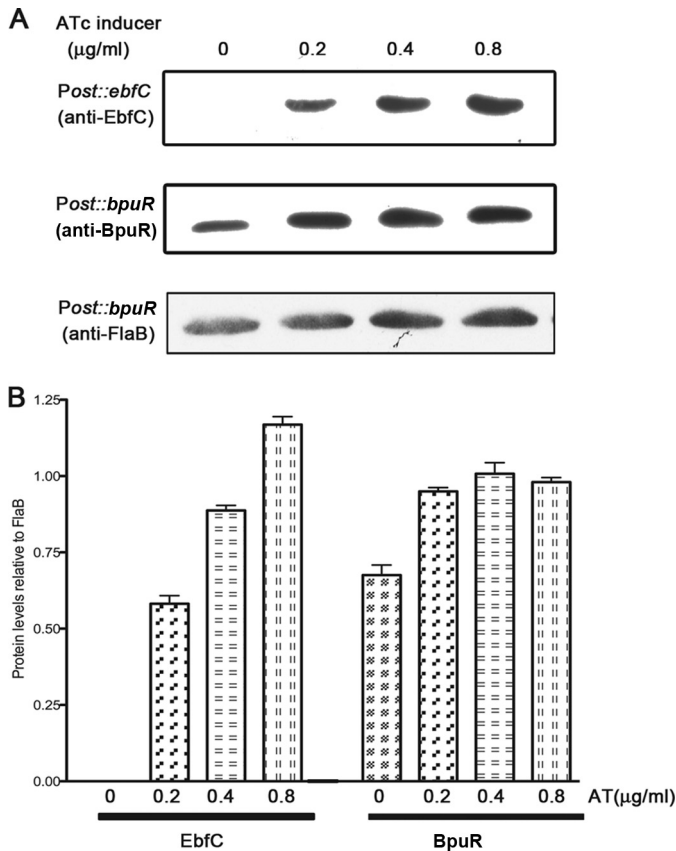 A
ATc inducer
(μg/ml) 0 0.2 0.4 0.8
Post::ebfC
(anti-EbfC)
Post::bpuR
(anti-BpuR)
Post::bpuR
(anti-FlaB)
B
Protein levels relative to FlaB
1.25
1.00
0.75
0.50
0.25
0.00
0 0.2 0.4 0.8 0 0.2 0.4 0.8 AT(μg/ml)
EbfC BpuR